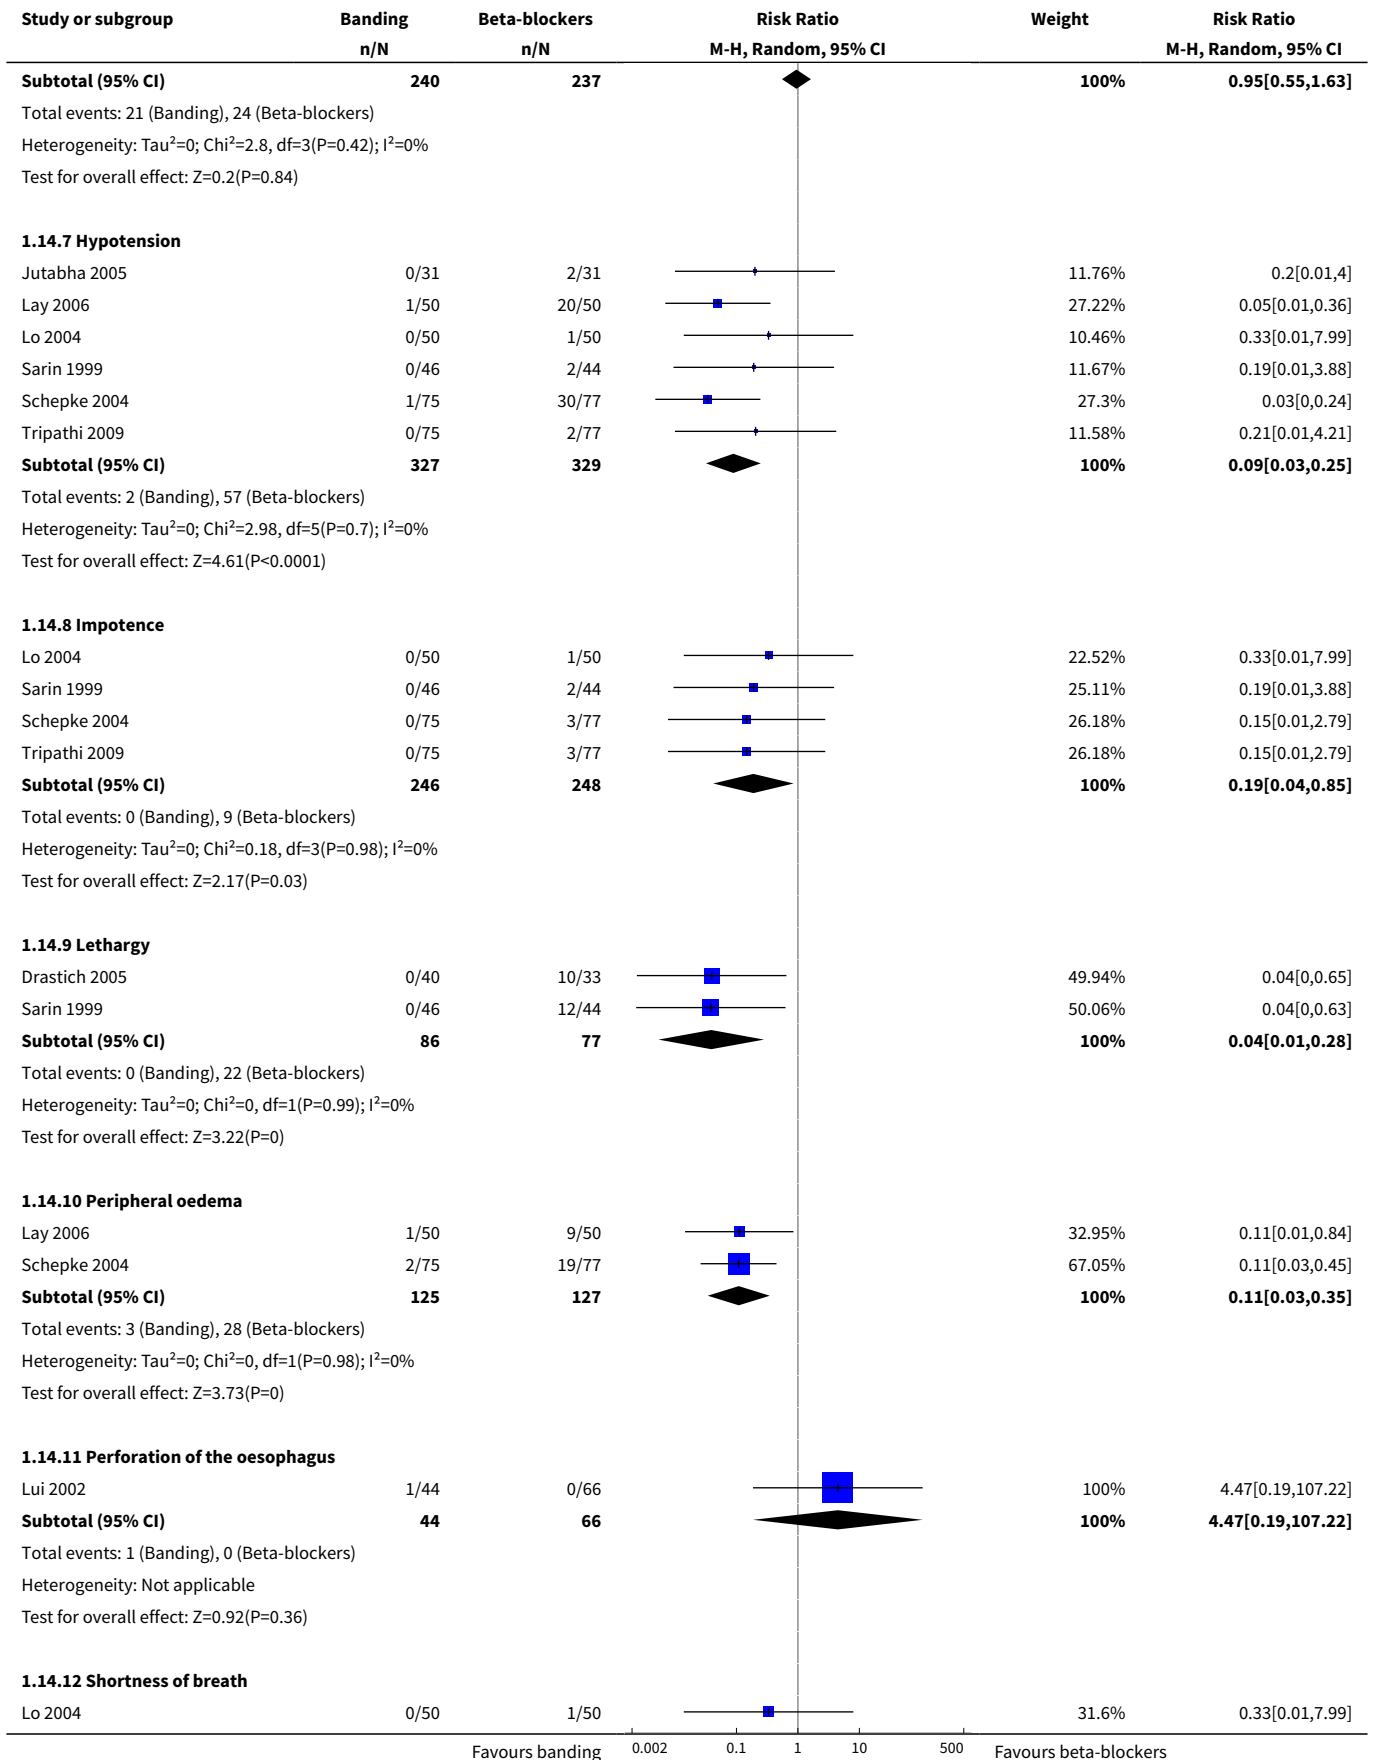 Study or subgroup Banding Beta-blockers Risk Ratio Weight Risk Ratio
n/N n/N M-H, Random, 95% CI M-H, Random, 95% CI
Subtotal (95% CI) 240 237 100% 0.95[0.55,1.63]
Total events: 21 (Banding), 24 (Beta-blockers)
Heterogeneity: Tau²=0; Chi²=2.8, df=3(P=0.42); I²=0%
Test for overall effect: Z=0.2(P=0.84)
1.14.7 Hypotension
Jutabha 2005 0/31 2/31 11.76% 0.2[0.01,4]
Lay 2006 1/50 20/50 27.22% 0.05[0.01,0.36]
Lo 2004 0/50 1/50 10.46% 0.33[0.01,7.99]
Sarin 1999 0/46 2/44 11.67% 0.19[0.01,3.88]
Schepke 2004 1/75 30/77 27.3% 0.03[0,0.24]
Tripathi 2009 0/75 2/77 11.58% 0.21[0.01,4.21]
Subtotal (95% CI) 327 329 100% 0.09[0.03,0.25]
Total events: 2 (Banding), 57 (Beta-blockers)
Heterogeneity: Tau²=0; Chi²=2.98, df=5(P=0.7); I²=0%
Test for overall effect: Z=4.61(P<0.0001)
1.14.8 Impotence
Lo 2004 0/50 1/50 22.52% 0.33[0.01,7.99]
Sarin 1999 0/46 2/44 25.11% 0.19[0.01,3.88]
Schepke 2004 0/75 3/77 26.18% 0.15[0.01,2.79]
Tripathi 2009 0/75 3/77 26.18% 0.15[0.01,2.79]
Subtotal (95% CI) 246 248 100% 0.19[0.04,0.85]
Total events: 0 (Banding), 9 (Beta-blockers)
Heterogeneity: Tau²=0; Chi²=0.18, df=3(P=0.98); I²=0%
Test for overall effect: Z=2.17(P=0.03)
1.14.9 Lethargy
Drastich 2005 0/40 10/33 49.94% 0.04[0,0.65]
Sarin 1999 0/46 12/44 50.06% 0.04[0,0.63]
Subtotal (95% CI) 86 77 100% 0.04[0.01,0.28]
Total events: 0 (Banding), 22 (Beta-blockers)
Heterogeneity: Tau²=0; Chi²=0, df=1(P=0.99); I²=0%
Test for overall effect: Z=3.22(P=0)
1.14.10 Peripheral oedema
Lay 2006 1/50 9/50 32.95% 0.11[0.01,0.84]
Schepke 2004 2/75 19/77 67.05% 0.11[0.03,0.45]
Subtotal (95% CI) 125 127 100% 0.11[0.03,0.35]
Total events: 3 (Banding), 28 (Beta-blockers)
Heterogeneity: Tau²=0; Chi²=0, df=1(P=0.98); I²=0%
Test for overall effect: Z=3.73(P=0)
1.14.11 Perforation of the oesophagus
Lui 2002 1/44 0/66 100% 4.47[0.19,107.22]
Subtotal (95% CI) 44 66 100% 4.47[0.19,107.22]
Total events: 1 (Banding), 0 (Beta-blockers)
Heterogeneity: Not applicable
Test for overall effect: Z=0.92(P=0.36)
1.14.12 Shortness of breath
Lo 2004 0/50 1/50 31.6% 0.33[0.01,7.99]
Favours banding 0.002 0.1 1 10 500 Favours beta-blockers